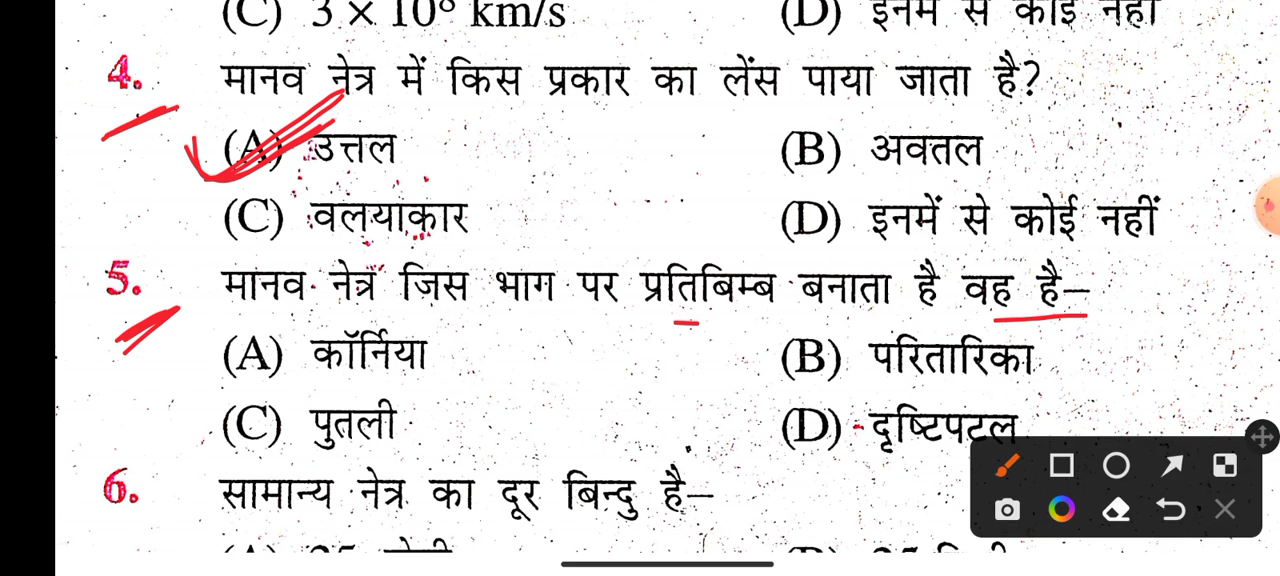 (C) 3 × 10⁸ km/s (D) इनमें से कोई नहीं
4. मानव नेत्र में किस प्रकार का लेंस पाया जाता है?
(A) उत्तल (B) अवतल
(C) वलयाकार (D) इनमें से कोई नहीं
5. मानव नेत्र जिस भाग पर प्रतिबिम्ब बनाता है वह है–
(A) कॉर्निया (B) परितारिका
(C) पुतली (D) दृष्टिपटल
6. सामान्य नेत्र का दूर बिन्दु है–